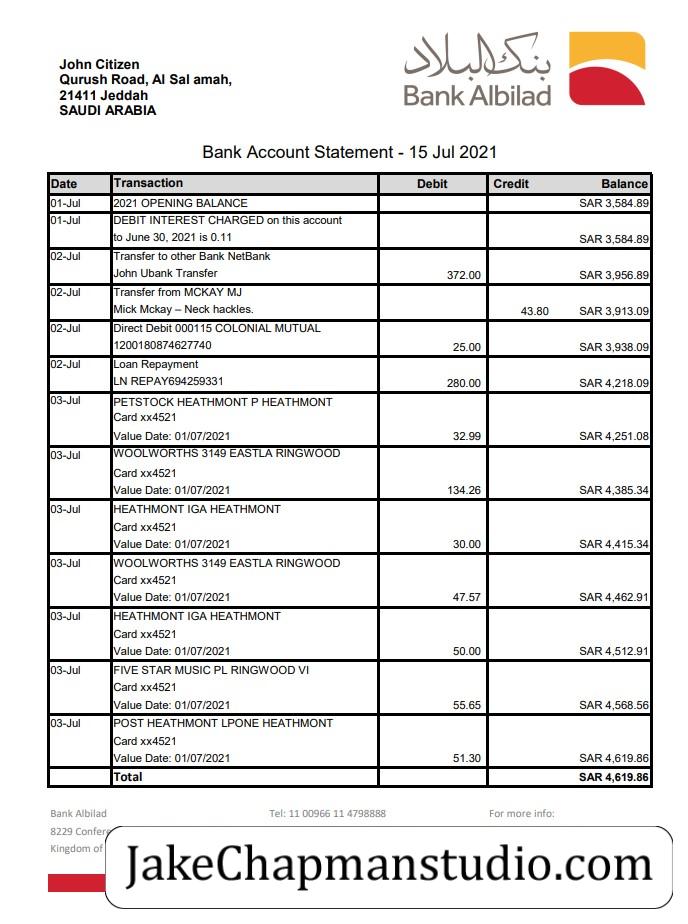 John Citizen
Qurush Road, Al Sal amah,
21411 Jeddah
SAUDI ARABIA
بنك البلاد
Bank Albilad
Bank Account Statement - 15 Jul 2021
Date Transaction Debit Credit Balance
01-Jul 2021 OPENING BALANCE SAR 3,584.89
01-Jul DEBIT INTEREST CHARGED on this account
to June 30, 2021 is 0.11 SAR 3,584.89
02-Jul Transfer to other Bank NetBank
John Ubank Transfer 372.00 SAR 3,956.89
02-Jul Transfer from MCKAY MJ
Mick Mckay – Neck hackles. 43.80 SAR 3,913.09
02-Jul Direct Debit 000115 COLONIAL MUTUAL
1200180874627740 25.00 SAR 3,938.09
02-Jul Loan Repayment
LN REPAY694259331 280.00 SAR 4,218.09
03-Jul PETSTOCK HEATHMONT P HEATHMONT
Card xx4521
Value Date: 01/07/2021 32.99 SAR 4,251.08
03-Jul WOOLWORTHS 3149 EASTLA RINGWOOD
Card xx4521
Value Date: 01/07/2021 134.26 SAR 4,385.34
03-Jul HEATHMONT IGA HEATHMONT
Card xx4521
Value Date: 01/07/2021 30.00 SAR 4,415.34
03-Jul WOOLWORTHS 3149 EASTLA RINGWOOD
Card xx4521
Value Date: 01/07/2021 47.57 SAR 4,462.91
03-Jul HEATHMONT IGA HEATHMONT
Card xx4521
Value Date: 01/07/2021 50.00 SAR 4,512.91
03-Jul FIVE STAR MUSIC PL RINGWOOD VI
Card xx4521
Value Date: 01/07/2021 55.65 SAR 4,568.56
03-Jul POST HEATHMONT LPONE HEATHMONT
Card xx4521
Value Date: 01/07/2021 51.30 SAR 4,619.86
Total SAR 4,619.86
Bank Albilad Tel: 11 00966 11 4798888 For more info:
8229
Kingdom of
JakeChapmanstudio.com